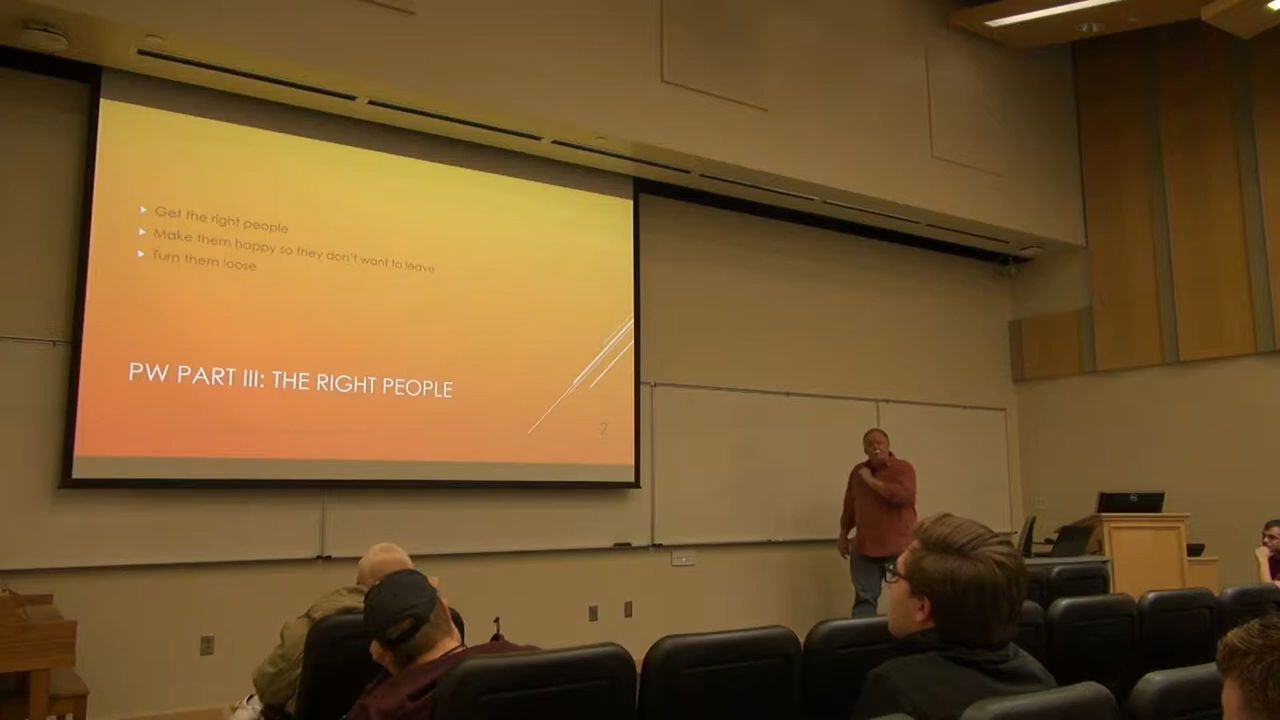 Get the right people
Make them happy so they don't want to leave
Turn them loose
PW PART III: THE RIGHT PEOPLE
2